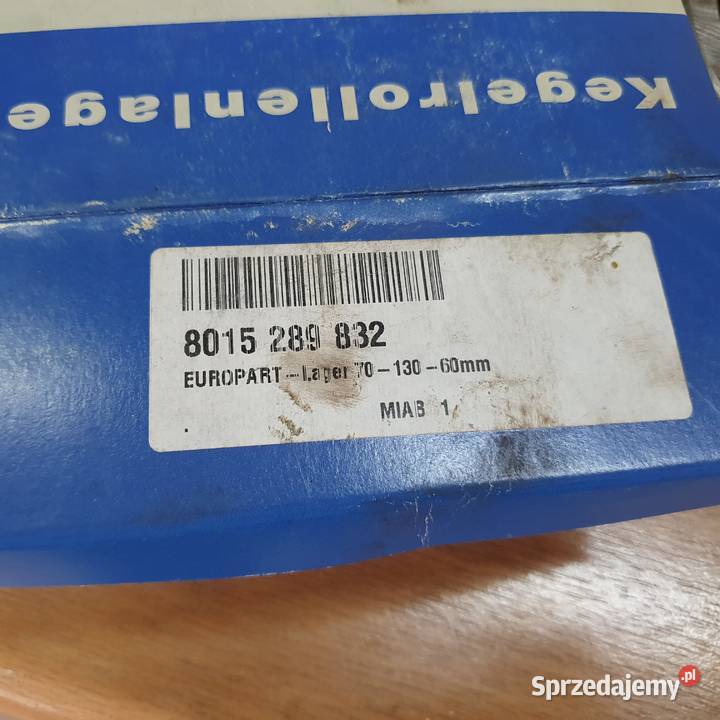 Kegelrollenlage
8015 289 832
EUROPART-Lager 70-130-60mm
MIAB 1
Sprzedajemy.pl